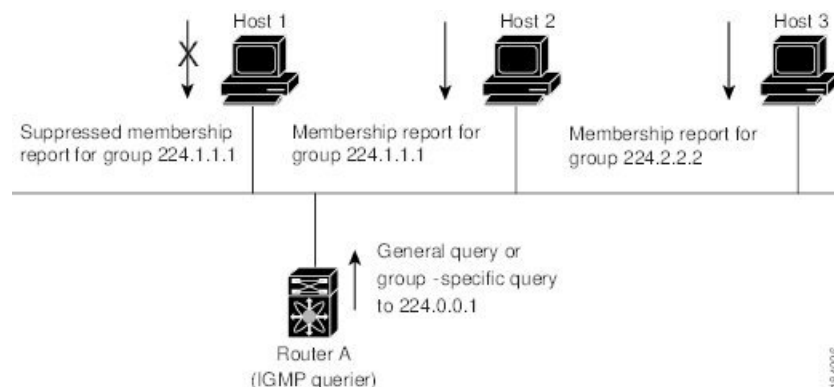 Host 1
Host 2
Host 3
X
Suppressed membership
report for group 224.1.1.1
Membership report for
group 224.1.1.1
Membership report for
group 224.2.2.2
General query or
group -specific query
to 224.0.0.1
Router A
(IGMP querier)